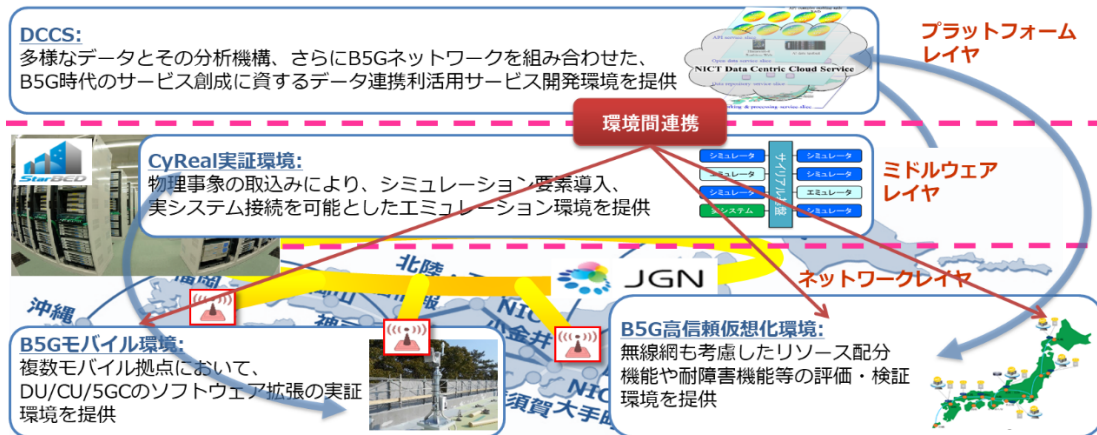 DCCS:
多様なデータとその分析機構、さらにB5Gネットワークを組み合わせた、
B5G時代のサービス創成に資するデータ連携利活用サービス開発環境を提供
NICT Data Centric Cloud Service
プラットフォーム
レイヤ
環境間連携
StarBED
CyReal実証環境:
物理事象の取込みにより、シミュレーション要素導入、
実システム接続を可能としたエミュレーション環境を提供
シミュレータ
シミュレータ
エミュレータ
シミュレータ
シミュレータ
エミュレータ
実システム
シミュレータ
ミドルウェア
レイヤ
ネットワークレイヤ
JGN
沖縄
福岡
北陸
小金井
大手町
B5Gモバイル環境:
複数モバイル拠点において、
DU/CU/5GCのソフトウェア拡張の実証
環境を提供
B5G高信頼仮想化環境:
無線網も考慮したリソース配分
機能や耐障害機能等の評価・検証
環境を提供